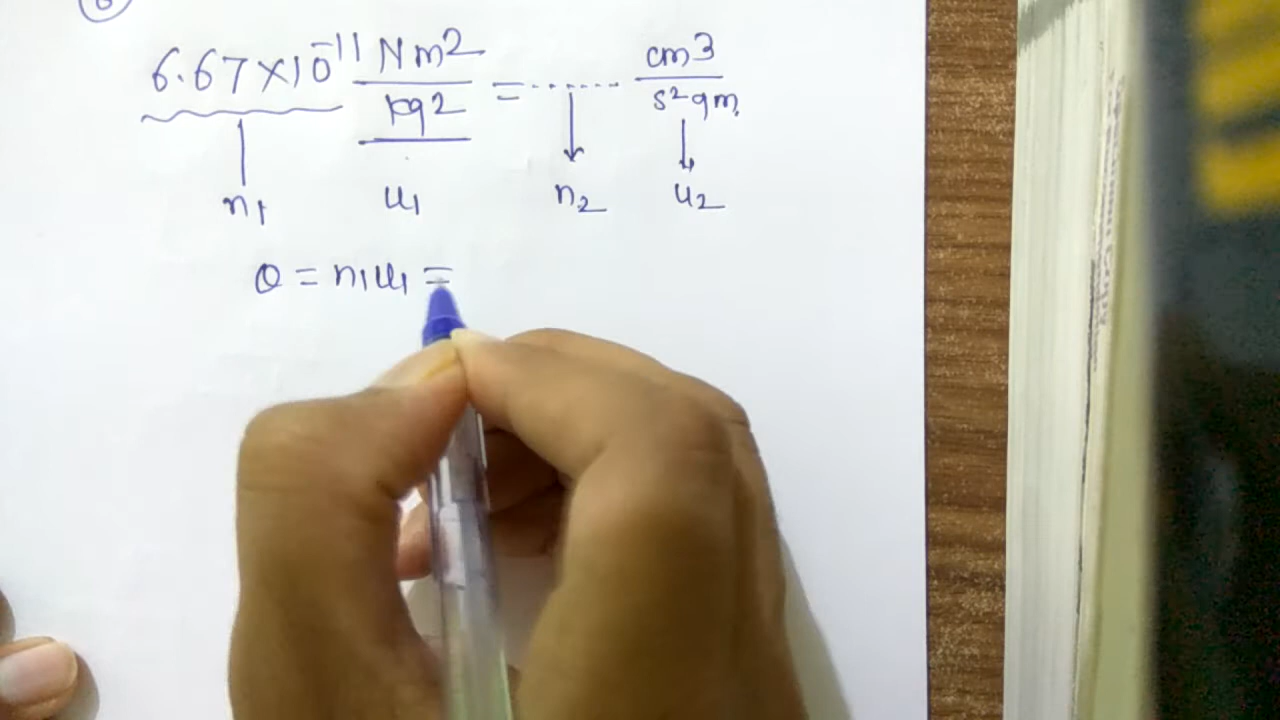 6.67×10⁻¹¹ Nm²/kg² = ....... cm³/s²gm.
n₁ u₁ n₂ u₂
Q = n₁u₁ =